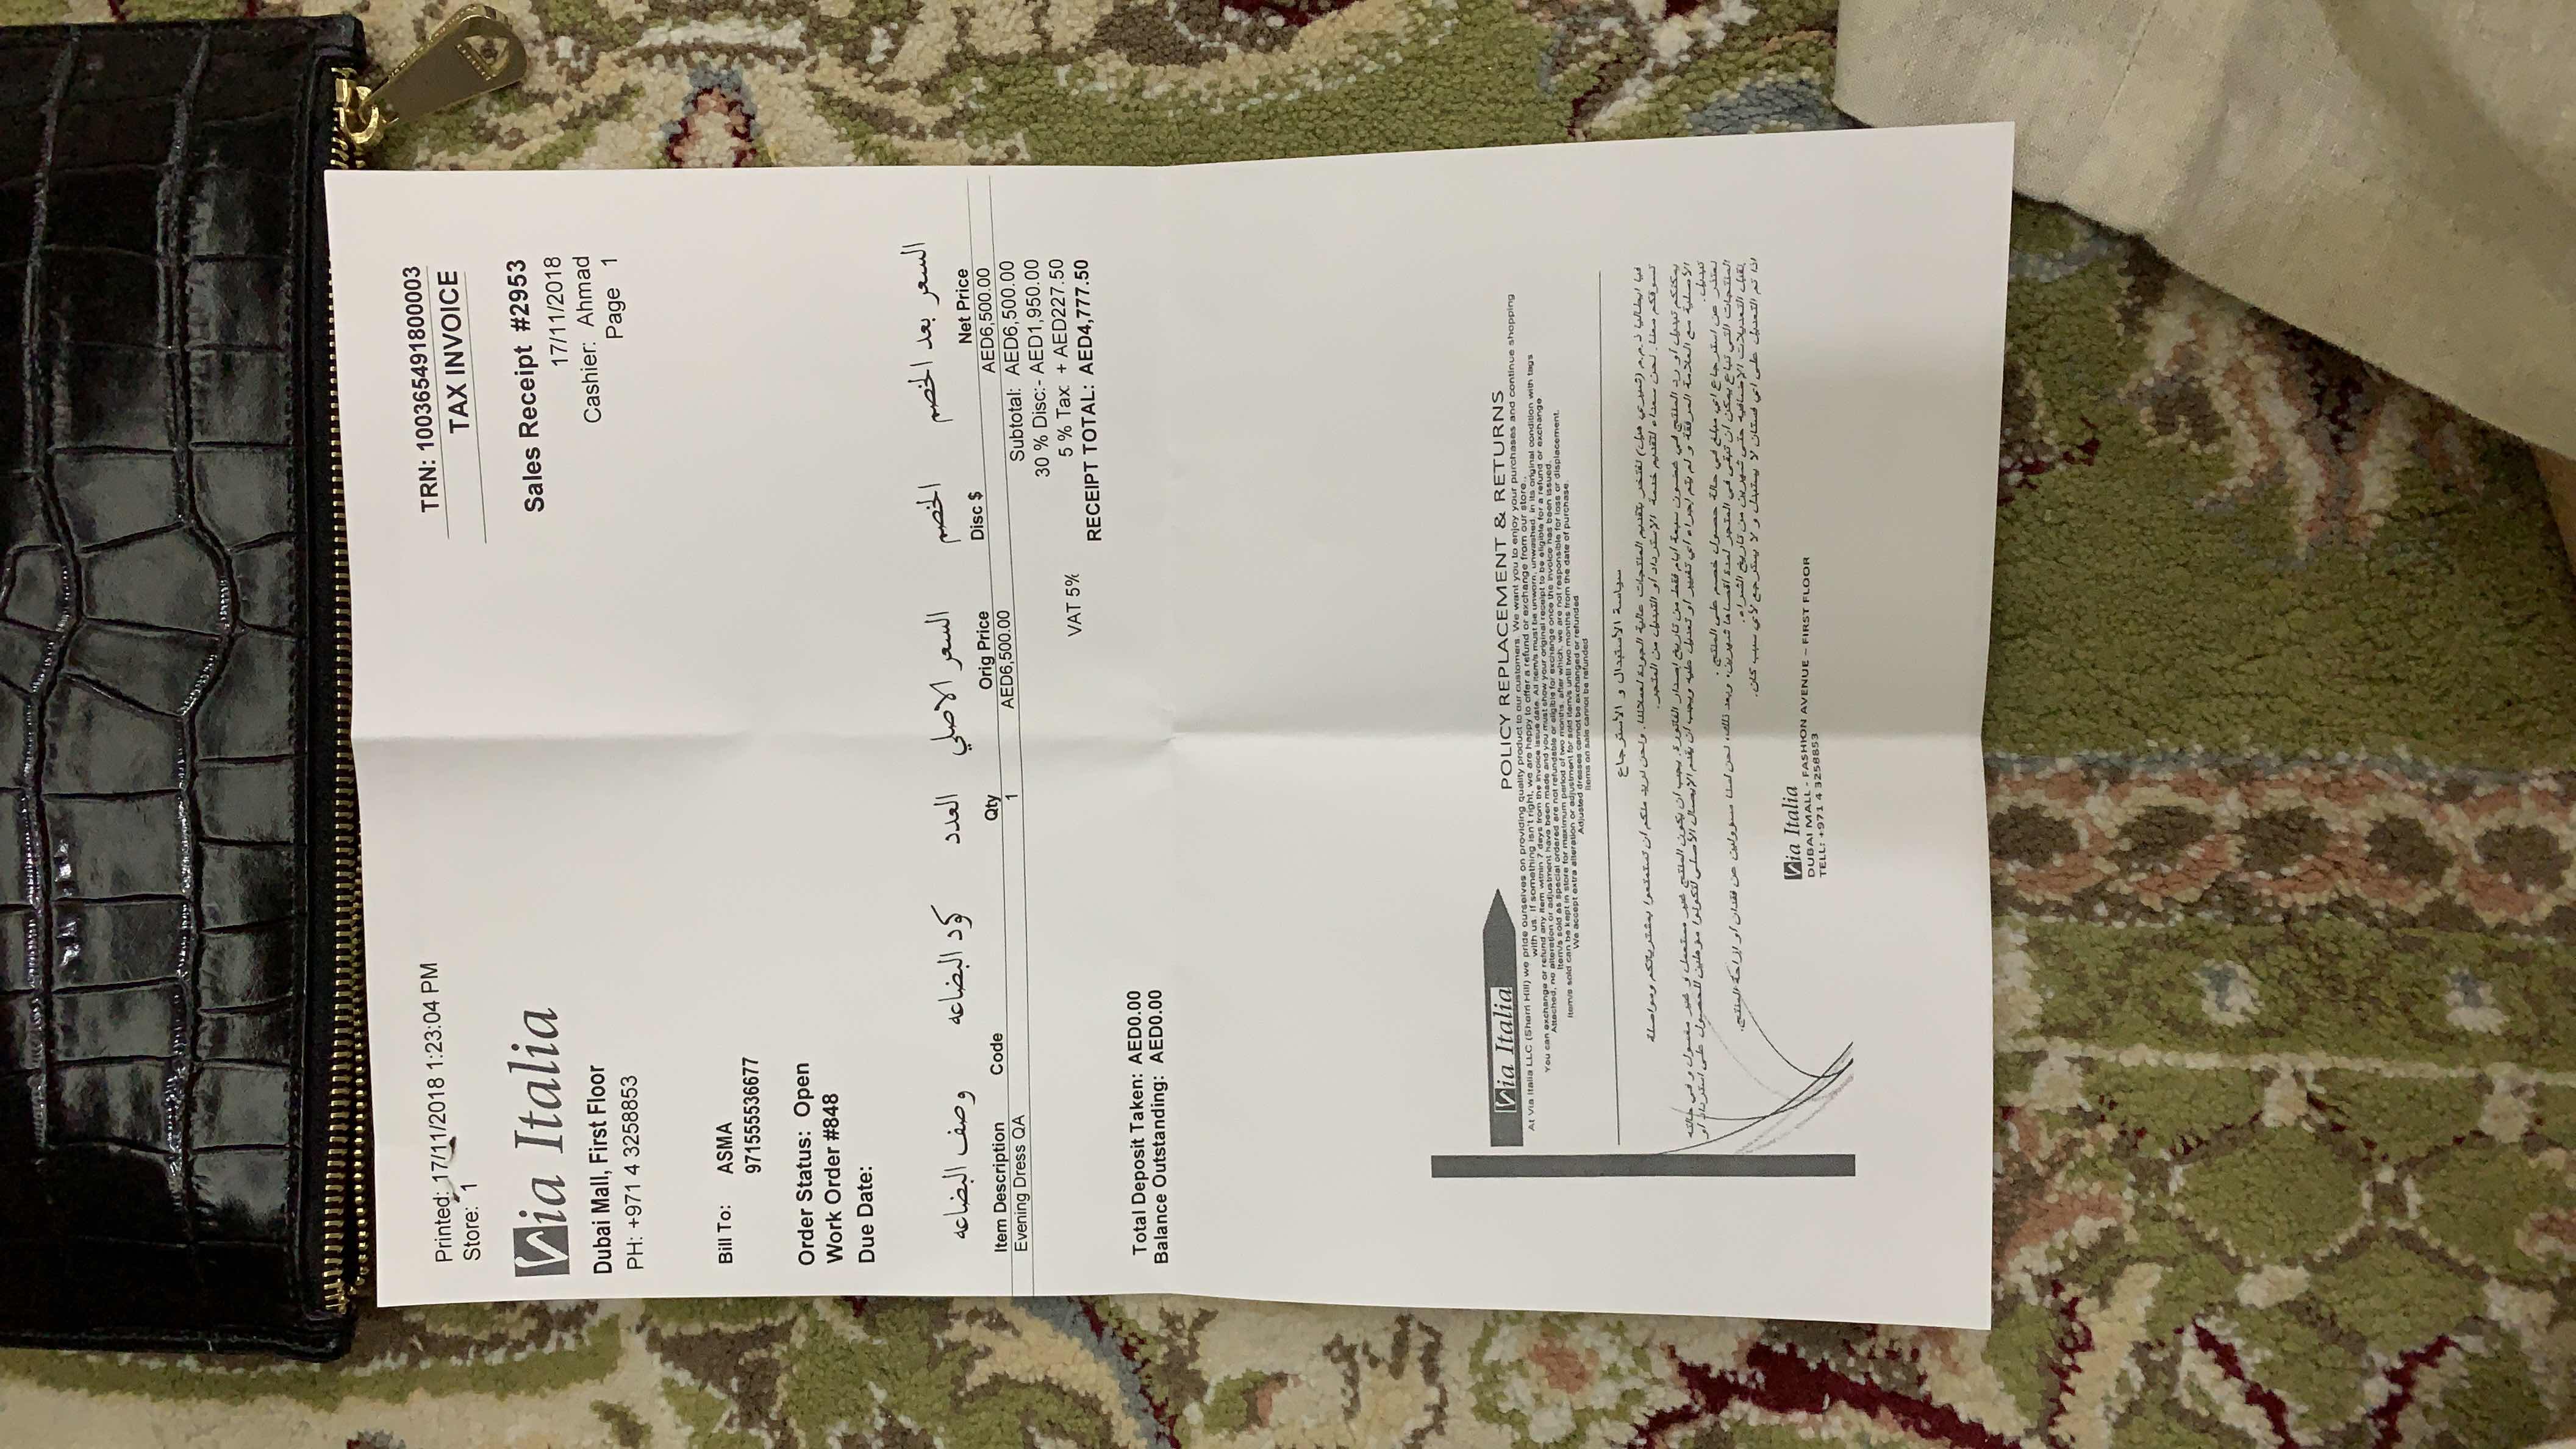 Printed: 17/11/2018 1:23:04 PM
Store: 1
TRN: 100365491800003
TAX INVOICE
Via Italia
Dubai Mall, First Floor
PH: +971 4 3258853
Sales Receipt #2953
17/11/2018
Cashier: Ahmad
Page 1
Bill To: ASMA
971555536677
Order Status: Open
Work Order #848
Due Date:
وصف البضاعه كود البضاعه العدد السعر الاصلي الخصم السعر بعد الخصم
Item Description Code Qty Orig Price Disc $ Net Price
Evening Dress QA 1 AED6,500.00 AED6,500.00
Subtotal: AED6,500.00
30 % Disc:- AED1,950.00
VAT 5% 5 % Tax: + AED227.50
RECEIPT TOTAL: AED4,777.50
Total Deposit Taken: AED0.00
Balance Outstanding: AED0.00
Via Italia
POLICY REPLACEMENT & RETURNS
At Via Italia LLC (Sherri Hill) we pride ourselves on providing quality product to our customers. We want you to enjoy your purchases and continue shopping
with us. If something isn't right, we are happy to offer a refund or exchange from our store..
You can exchange or refund any item within 7 days from the invoice issue date. All item/s must be unworn, unwashed, in its original condition with tags
Attached, no alteration or adjustment have been made and you must show your original receipt to be eligible for a refund or exchange.
Item/s sold as special ordered are not refundable or eligible for exchange once the invoice has been issued.
Item/s sold can be kept in store for maximum period of two months, after which, we are not responsible for loss or displacement.
We accept extra alteration or adjustment for sold item/s until two months from the date of purchase.
Adjusted dresses cannot be exchanged or refunded
Items on sale cannot be refunded
سياسة الأستبدال و الأسترجاع
فيا ايطاليا ذ.م.م (شيري هيل) نفتخر بتقديم المنتجات عالية الجودة لعملائنا. ونحن نريد منكم أن تستمتعوا بمشترياتكم ومواصلة
تسوقكم معنا. نحن سعداء لتقديم خدمة الإسترداد أو التبديل من المتجر.
يمكنكم تبديل أو رد المنتج في غضون سبعة أيام فقط من تاريخ إصدار الفاتورة. يجب أن يكون المنتج غير مستعمل و غير مغسول و في حالته
الأصلية مع العلامة المرفقة و لم يتم إجراء أي تغيير أو تعديل عليه ويجب أن يقدم الإيصال الأصلي لتكونوا مؤهلين للحصول على استرداد أو
تبديل.
نعتذر عن استرجاع اي مبلغ في حالة حصول خصم على المنتج.
المنتجات التي تباع يمكن أن تبقى في المتجر لمدة أقصاها شهرين، وبعد ذلك، نحن لسنا مسؤولين عن فقدان أو إزاحة المنتج.
نقبل التعديلات الإضافيه حتى شهرين من تاريخ الشراء.
اذا تم التعديل على اي فستان لا يستبدل و لا يسترجع لأي سبب كان.
Via Italia
DUBAI MALL - FASHION AVENUE – FIRST FLOOR
TELL: +971 4 3258853